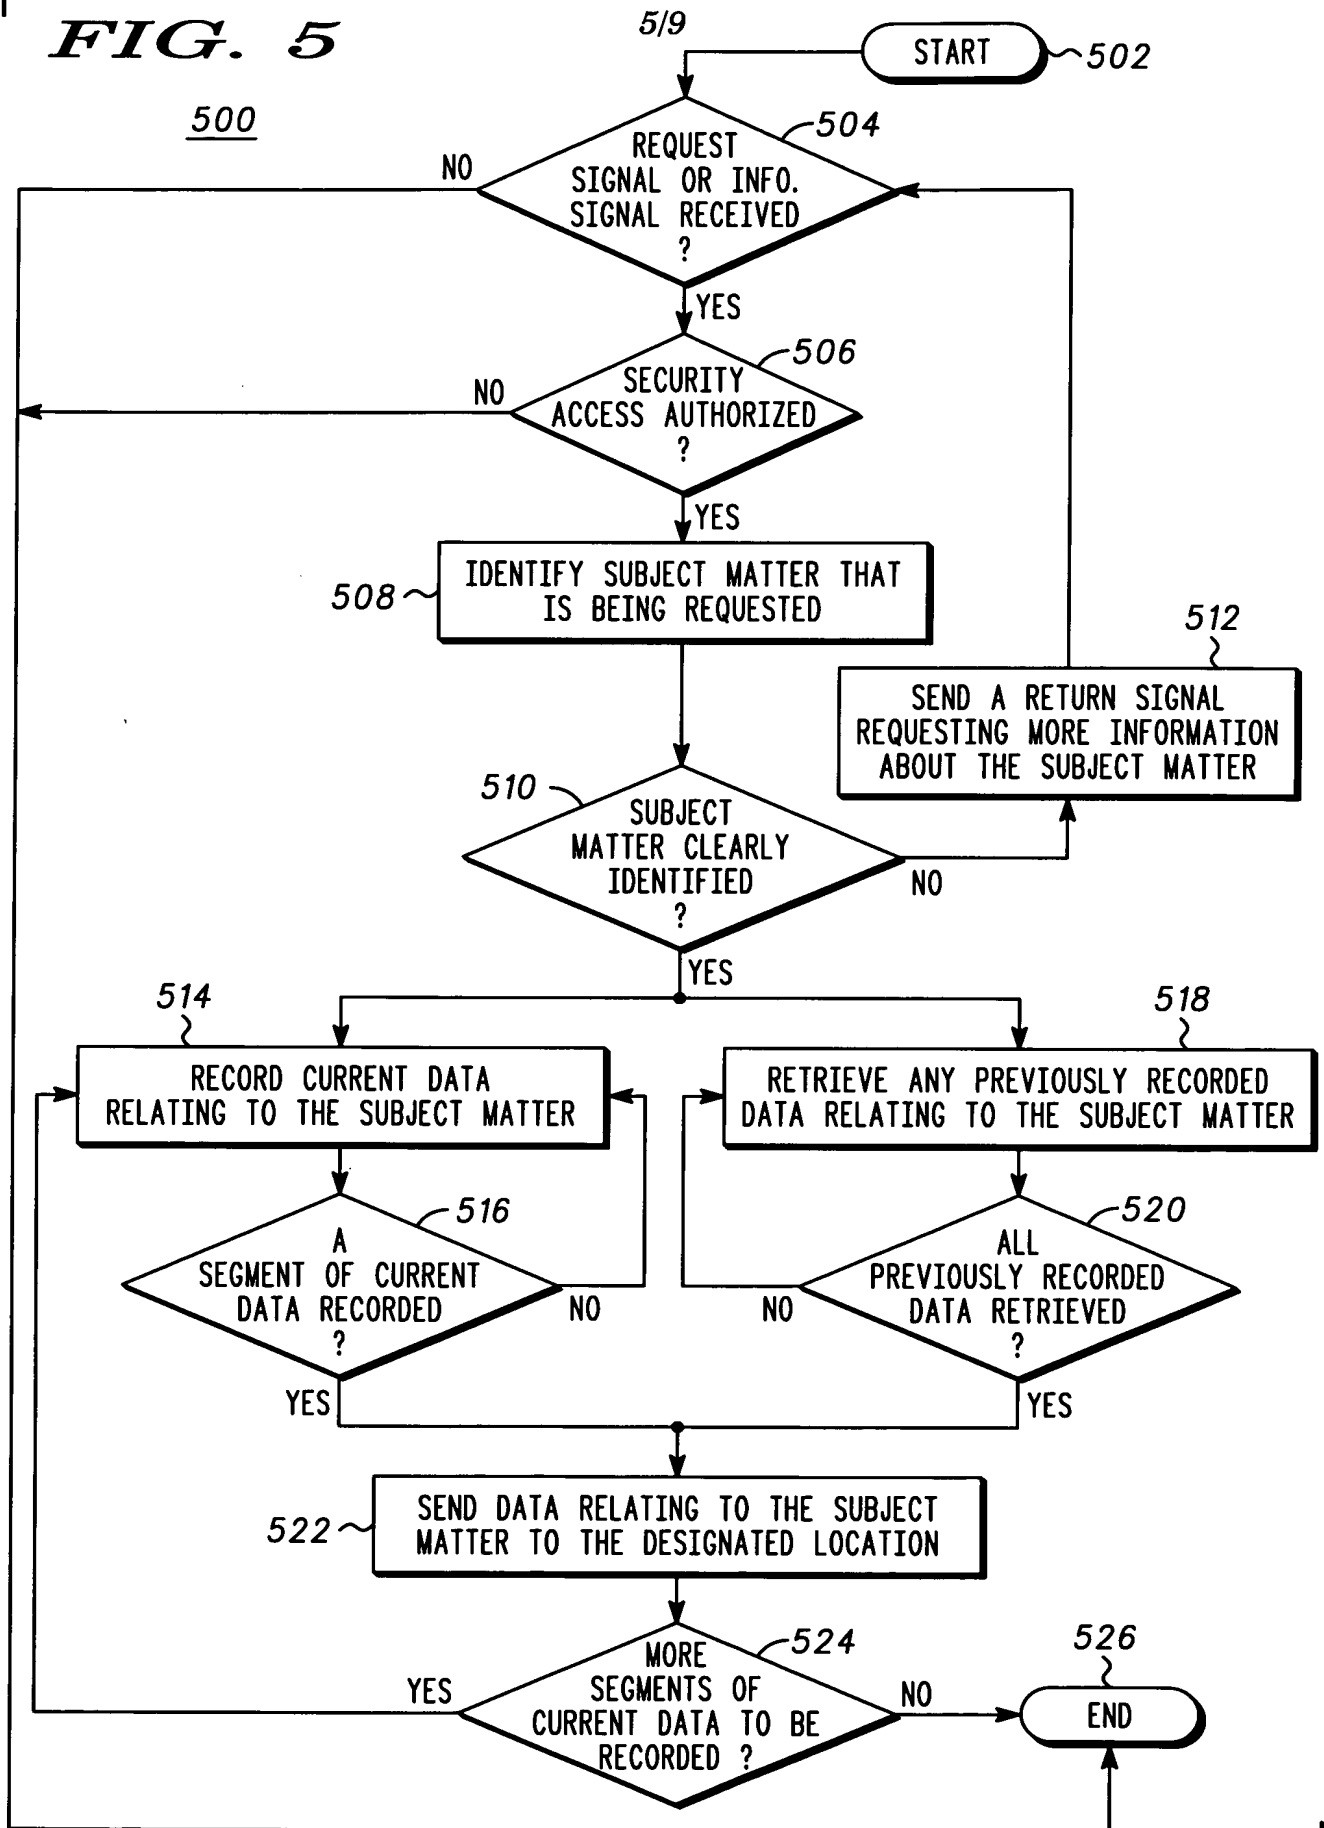 FIG. 5
5/9
START
502
500
504
REQUEST
SIGNAL OR INFO.
SIGNAL RECEIVED
?
NO
YES
506
SECURITY
ACCESS AUTHORIZED
?
NO
YES
508
IDENTIFY SUBJECT MATTER THAT
IS BEING REQUESTED
512
SEND A RETURN SIGNAL
REQUESTING MORE INFORMATION
ABOUT THE SUBJECT MATTER
510
SUBJECT
MATTER CLEARLY
IDENTIFIED
?
NO
YES
514
RECORD CURRENT DATA
RELATING TO THE SUBJECT MATTER
518
RETRIEVE ANY PREVIOUSLY RECORDED
DATA RELATING TO THE SUBJECT MATTER
516
A
SEGMENT OF CURRENT
DATA RECORDED
?
NO
YES
520
ALL
PREVIOUSLY RECORDED
DATA RETRIEVED
?
NO
YES
522
SEND DATA RELATING TO THE SUBJECT
MATTER TO THE DESIGNATED LOCATION
524
MORE
SEGMENTS OF
CURRENT DATA TO BE
RECORDED ?
YES
NO
526
END